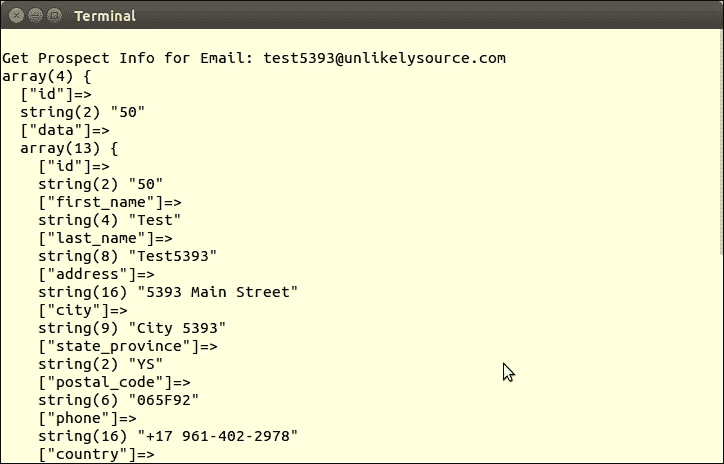 Terminal
Get Prospect Info for Email: test5393@unlikelysource.com
array(4) {
  ["id"]=>
  string(2) "50"
  ["data"]=>
  array(13) {
    ["id"]=>
    string(2) "50"
    ["first_name"]=>
    string(4) "Test"
    ["last_name"]=>
    string(8) "Test5393"
    ["address"]=>
    string(16) "5393 Main Street"
    ["city"]=>
    string(9) "City 5393"
    ["state_province"]=>
    string(2) "YS"
    ["postal_code"]=>
    string(6) "065F92"
    ["phone"]=>
    string(16) "+17 961-402-2978"
    ["country"]=>